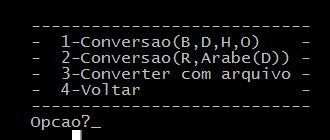 ----------------------------
-  1-Conversao(B,D,H,O)    -
-  2-Conversao(R,Arabe(D)) -
-  3-Converter com arquivo -
-  4-Voltar                -
----------------------------
Opcao?_